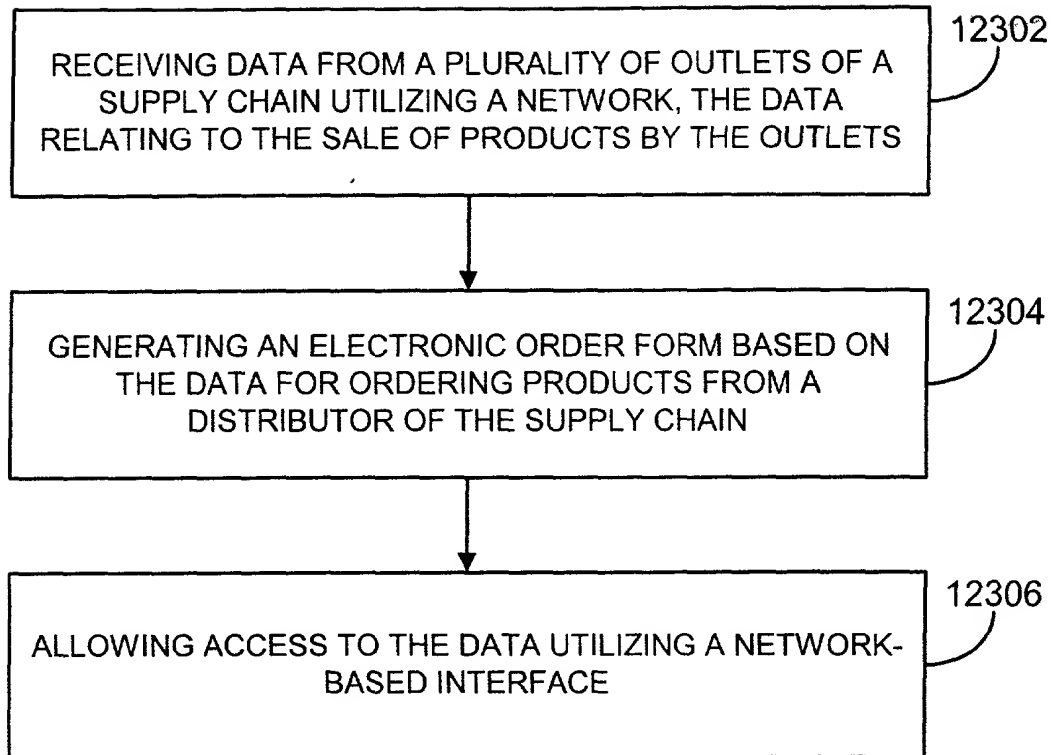 12302
RECEIVING DATA FROM A PLURALITY OF OUTLETS OF A
SUPPLY CHAIN UTILIZING A NETWORK, THE DATA
RELATING TO THE SALE OF PRODUCTS BY THE OUTLETS
12304
GENERATING AN ELECTRONIC ORDER FORM BASED ON
THE DATA FOR ORDERING PRODUCTS FROM A
DISTRIBUTOR OF THE SUPPLY CHAIN
12306
ALLOWING ACCESS TO THE DATA UTILIZING A NETWORK-
BASED INTERFACE